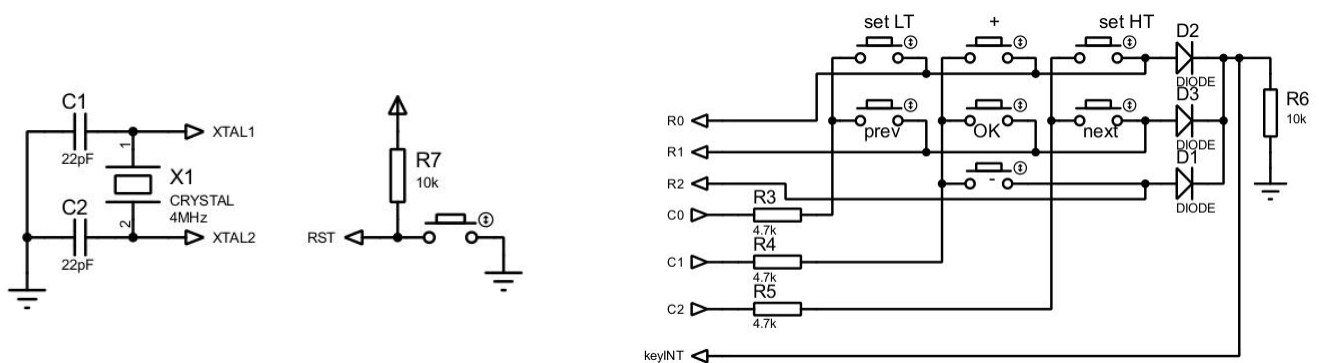 C1
22pF
1
XTAL1
X1
CRYSTAL
4MHz
C2
22pF
2
XTAL2
R7
10k
RST
set LT
+
set HT
D2
DIODE
R0
prev
OK
next
D3
DIODE
R6
10k
R1
-
D1
DIODE
R2
C0
R3
4.7k
C1
R4
4.7k
C2
R5
4.7k
keyINT